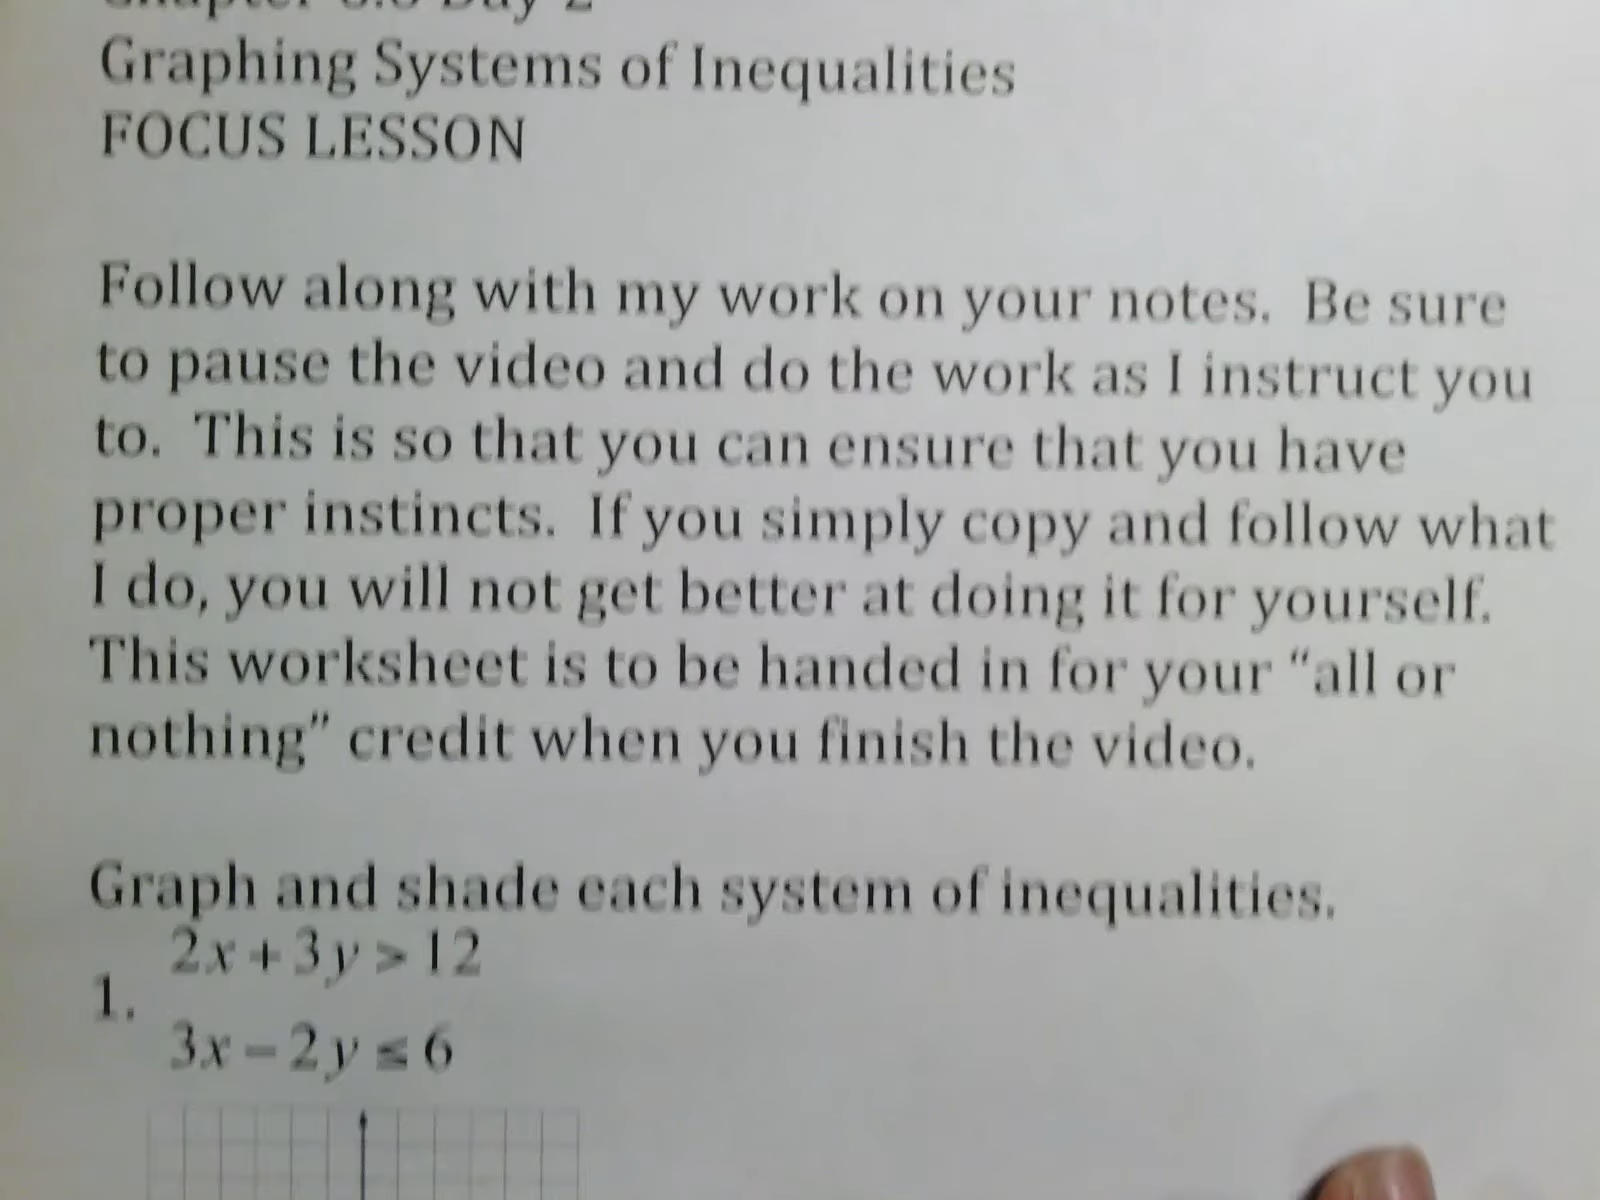 Graphing Systems of Inequalities
FOCUS LESSON
Follow along with my work on your notes. Be sure
to pause the video and do the work as I instruct you
to. This is so that you can ensure that you have
proper instincts. If you simply copy and follow what
I do, you will not get better at doing it for yourself.
This worksheet is to be handed in for your “all or
nothing” credit when you finish the video.
Graph and shade each system of inequalities.
1.
2x + 3y > 12
3x – 2y ≤ 6